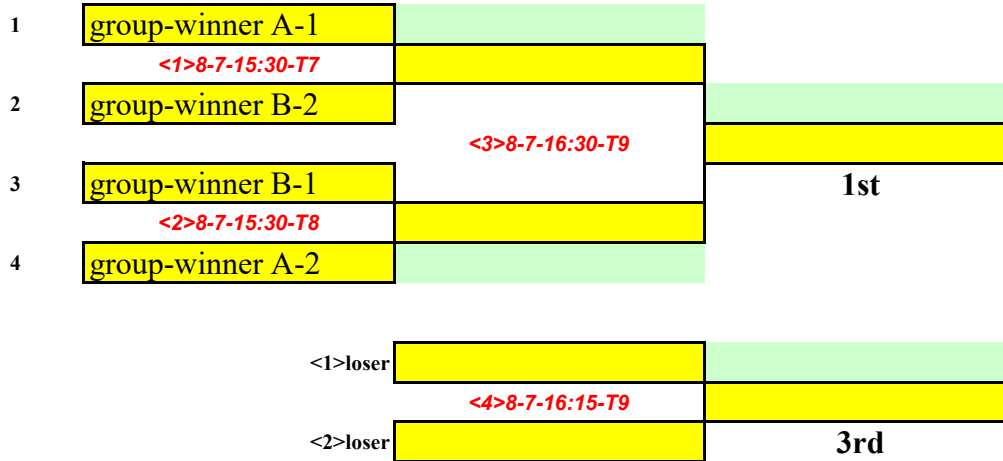 1 group-winner A-1
<1>8-7-15:30-T7
2 group-winner B-2
<3>8-7-16:30-T9
3 group-winner B-1 1st
<2>8-7-15:30-T8
4 group-winner A-2
<1>loser
<4>8-7-16:15-T9
<2>loser 3rd